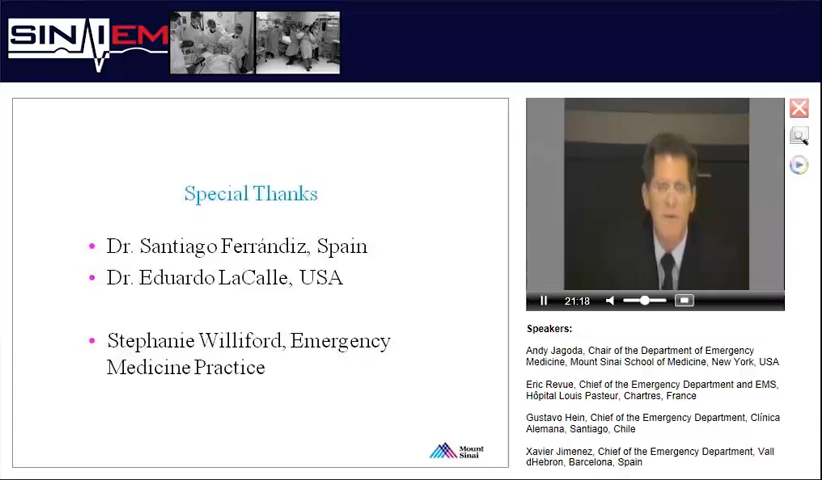 SINAIEM
Special Thanks
• Dr. Santiago Ferrándiz, Spain
• Dr. Eduardo LaCalle, USA
• Stephanie Williford, Emergency
Medicine Practice
Mount
Sinai
21:18
Speakers:
Andy Jagoda, Chair of the Department of Emergency
Medicine, Mount Sinai School of Medicine, New York, USA
Eric Revue, Chief of the Emergency Department and EMS,
Hôpital Louis Pasteur, Chartres, France
Gustavo Hein, Chief of the Emergency Department, Clínica
Alemana, Santiago, Chile
Xavier Jimenez, Chief of the Emergency Department, Vall
dHebron, Barcelona, Spain